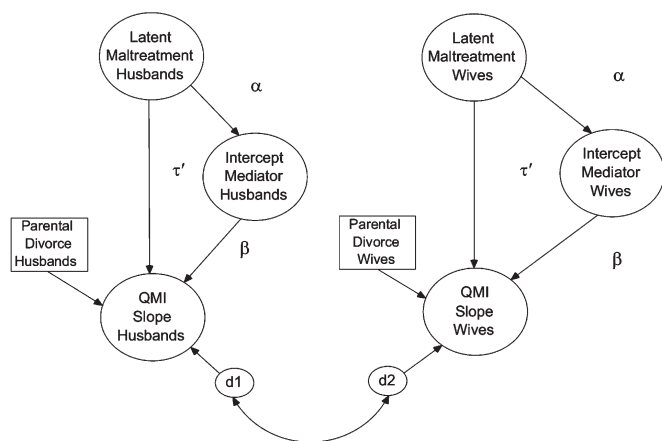 Latent
Maltreatment
Husbands
α
Intercept
Mediator
Husbands
τ′
Parental
Divorce
Husbands
β
QMI
Slope
Husbands
d1
Latent
Maltreatment
Wives
α
Intercept
Mediator
Wives
τ′
Parental
Divorce
Wives
β
QMI
Slope
Wives
d2